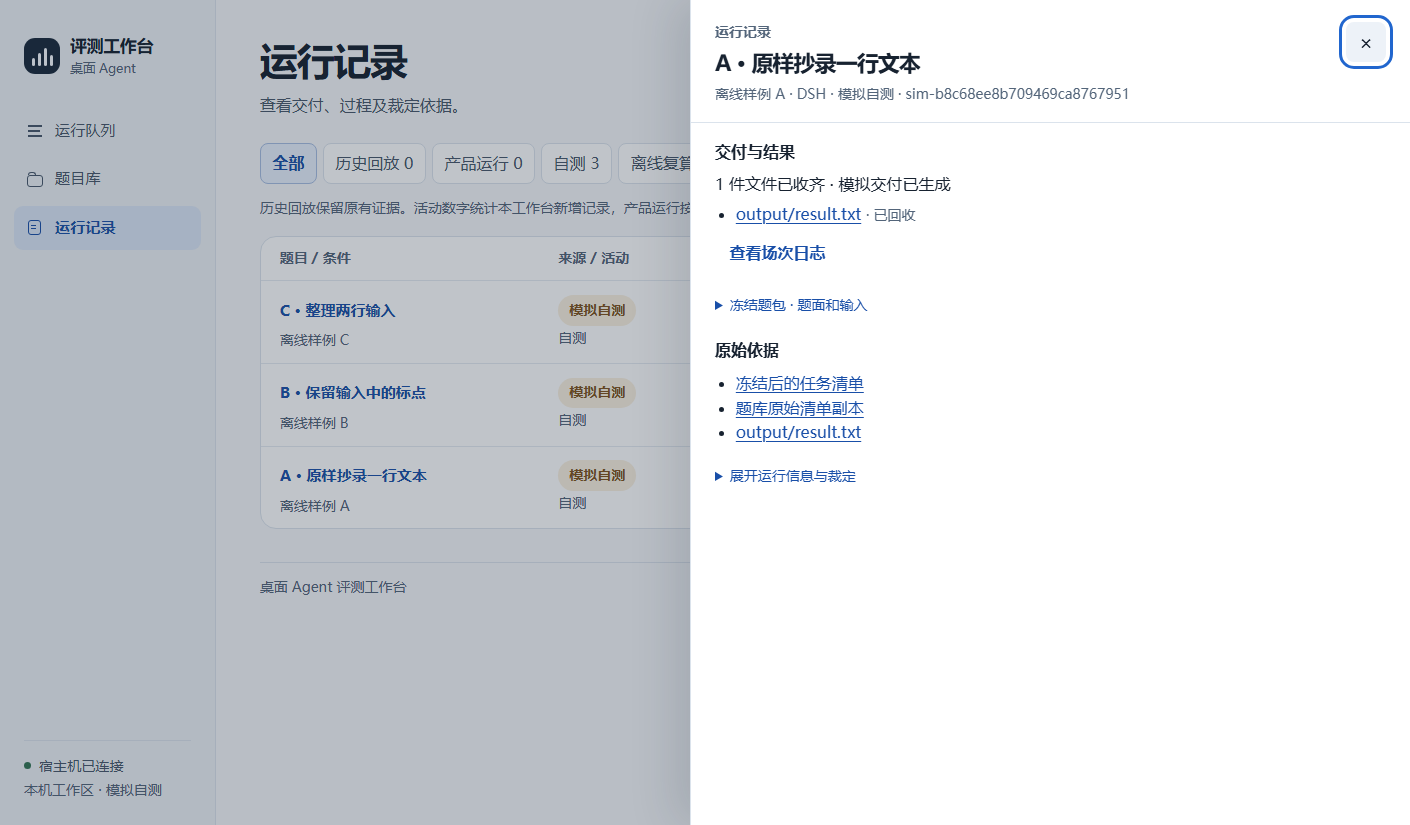 评测工作台
桌面 Agent
运行队列
题目库
运行记录
宿主机已连接
本机工作区 · 模拟自测
运行记录
查看交付、过程及裁定依据。
全部
历史回放 0
产品运行 0
自测 3
离线复算
历史回放保留原有证据。活动数字统计本工作台新增记录，产品运行按
题目 / 条件
来源 / 活动
C • 整理两行输入
离线样例 C
模拟自测
自测
B • 保留输入中的标点
离线样例 B
模拟自测
自测
A • 原样抄录一行文本
离线样例 A
模拟自测
自测
桌面 Agent 评测工作台
运行记录
A • 原样抄录一行文本
离线样例 A · DSH · 模拟自测 · sim-b8c68ee8b709469ca8767951
×
交付与结果
1 件文件已收齐 · 模拟交付已生成
output/result.txt · 已回收
查看场次日志
冻结题包 · 题面和输入
原始依据
冻结后的任务清单
题库原始清单副本
output/result.txt
展开运行信息与裁定